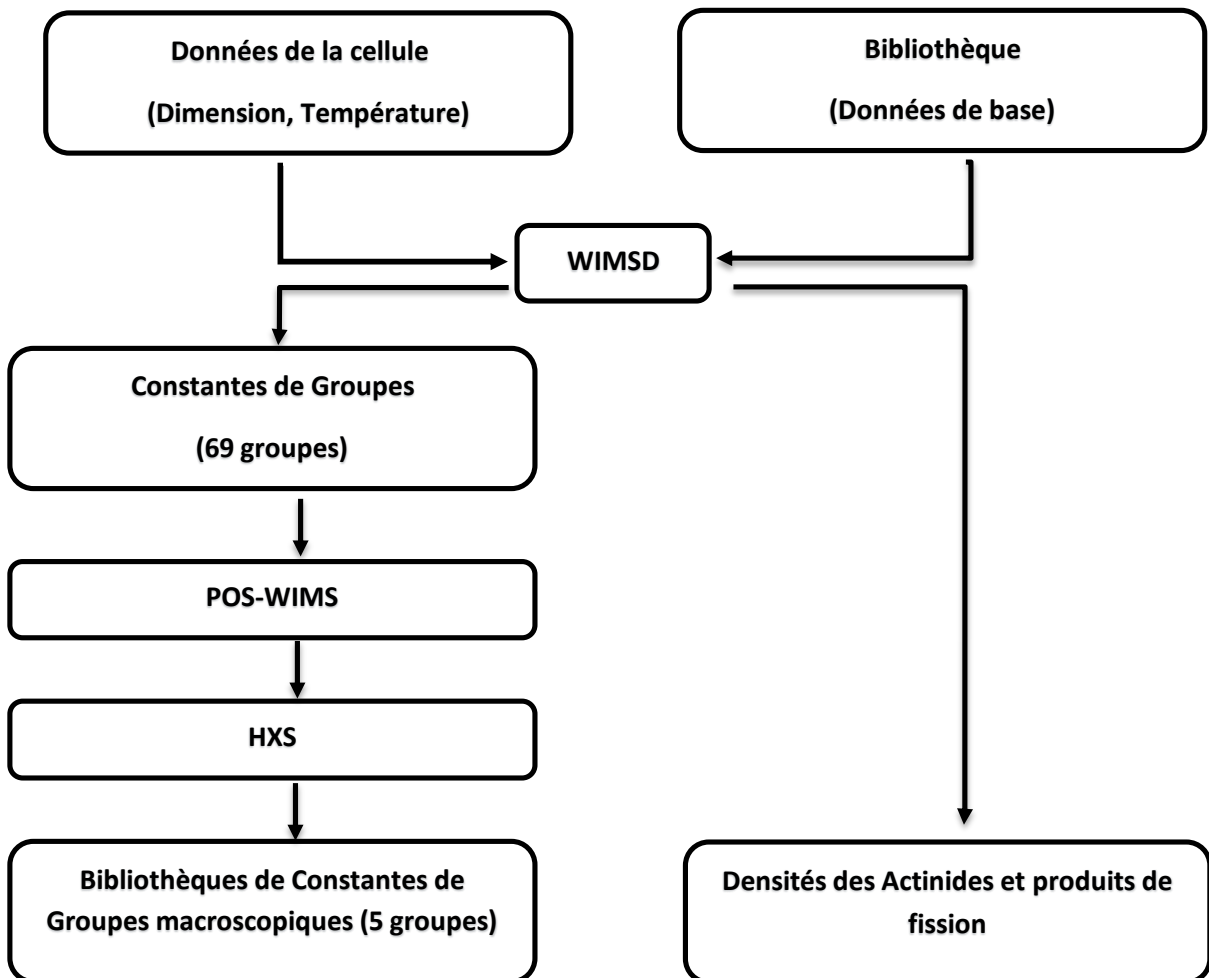 Données de la cellule
(Dimension, Température)
Bibliothèque
(Données de base)
WIMSD
Constantes de Groupes
(69 groupes)
POS-WIMS
HXS
Bibliothèques de Constantes de
Groupes macroscopiques (5 groupes)
Densités des Actinides et produits de
fission